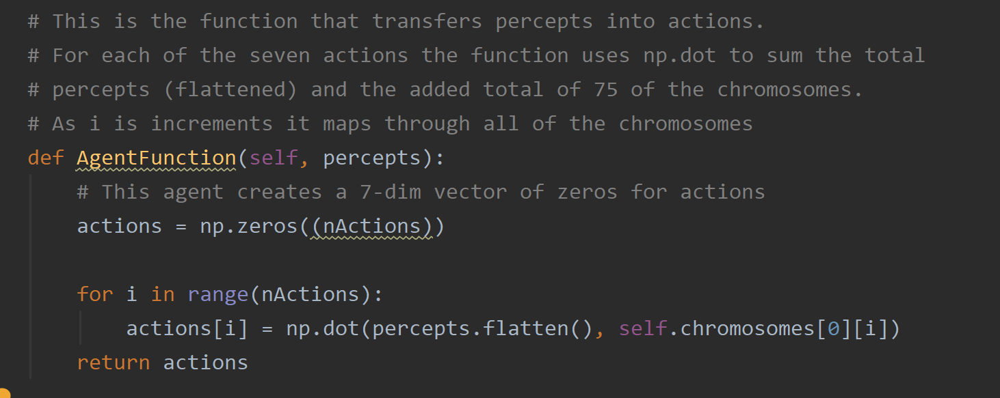 # This is the function that transfers percepts into actions.
# For each of the seven actions the function uses np.dot to sum the total
# percepts (flattened) and the added total of 75 of the chromosomes.
# As i is increments it maps through all of the chromosomes
def AgentFunction(self, percepts):
    # This agent creates a 7-dim vector of zeros for actions
    actions = np.zeros((nActions))
    for i in range(nActions):
        actions[i] = np.dot(percepts.flatten(), self.chromosomes[0][i])
    return actions